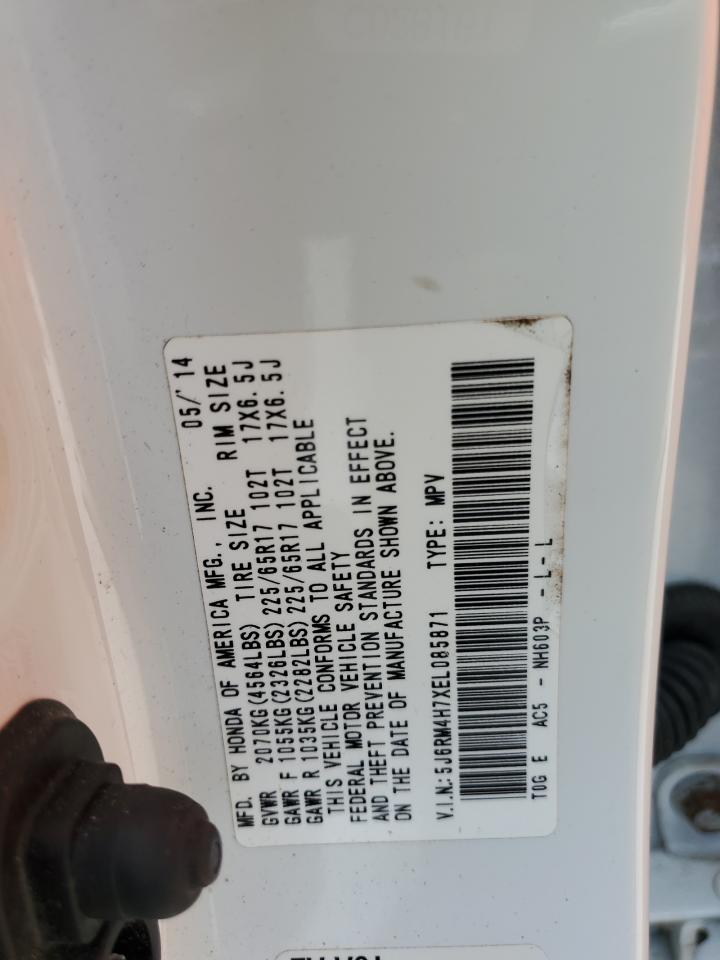 MFD. BY HONDA OF AMERICA MFG., INC. 05/'14
GVWR 2070KG(4564LBS) TIRE SIZE RIM SIZE
GAWR F 1055KG(2326LBS)225/65R17 102T 17X6.5J
GAWR R 1035KG(2282LBS)225/65R17 102T 17X6.5J
THIS VEHICLE CONFORMS TO ALL APPLICABLE
FEDERAL MOTOR VEHICLE SAFETY
AND THEFT PREVENTION STANDARDS IN EFFECT
ON THE DATE OF MANUFACTURE SHOWN ABOVE.
V.I.N.:5J6RM4H7XEL085871 TYPE: MPV
T0G E AC5 - NH603P - L - L